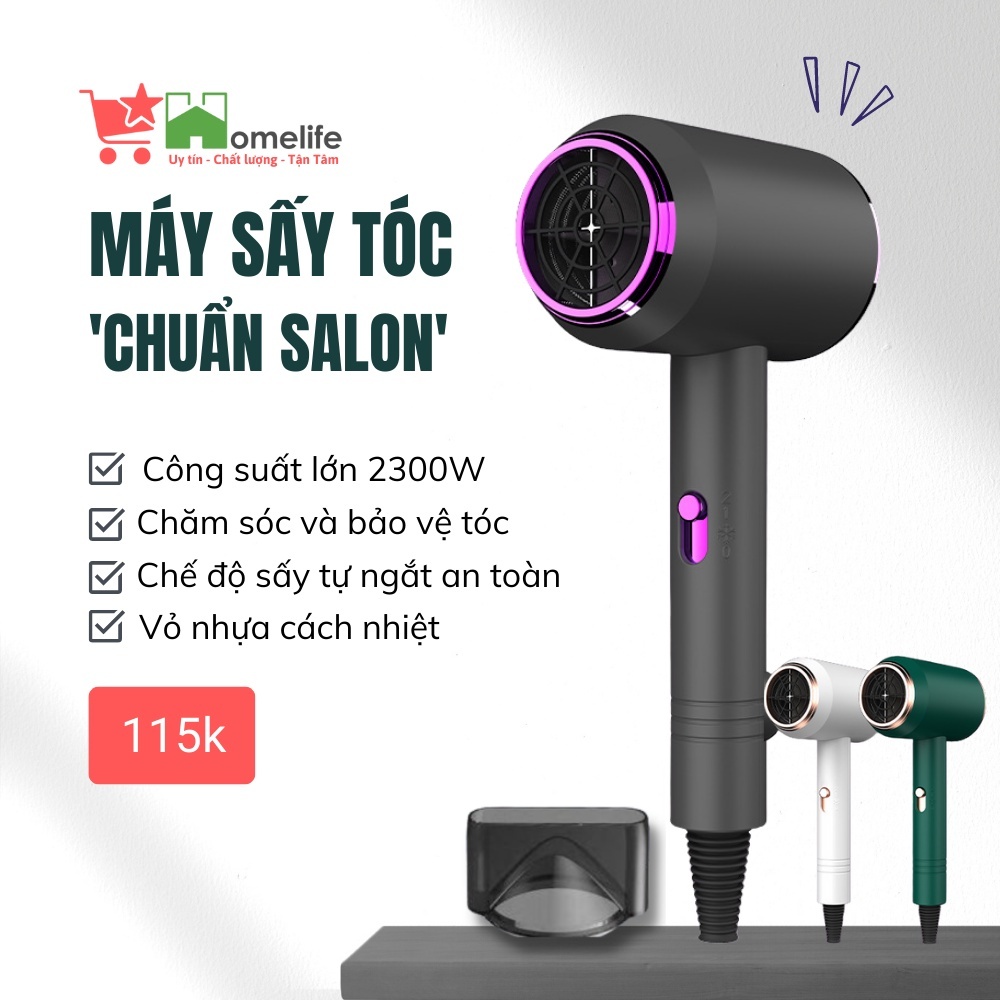 Homelife
Uy tín - Chất lượng - Tận Tâm
MÁY SẤY TÓC
'CHUẨN SALON'
Công suất lớn 2300W
Chăm sóc và bảo vệ tóc
Chế độ sấy tự ngắt an toàn
Vỏ nhựa cách nhiệt
115k